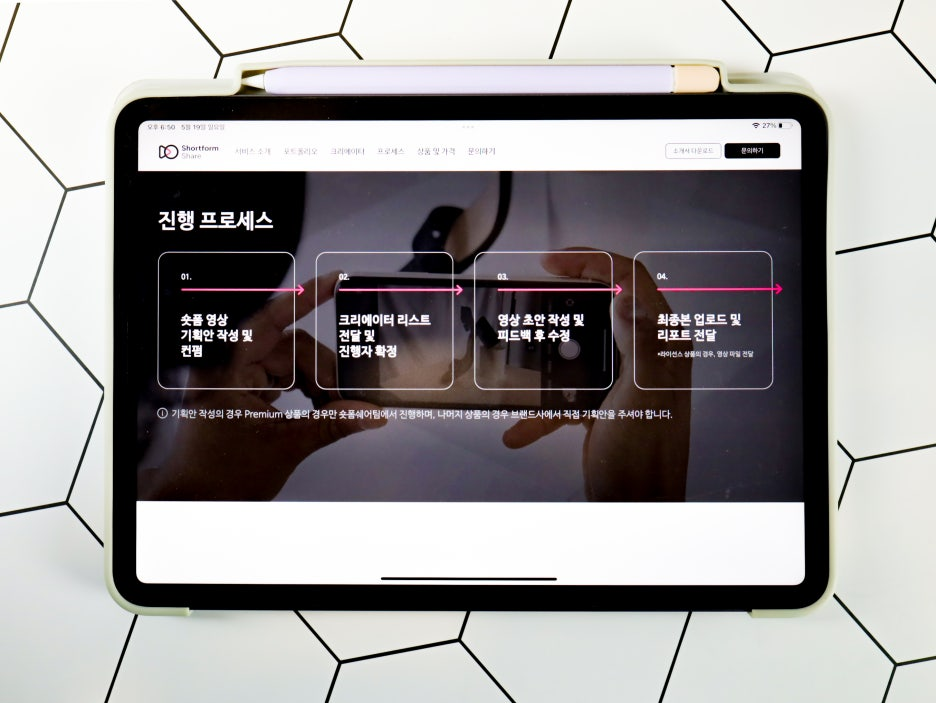 오후 6:50 5월 19일 일요일
27%
Shortform
Share
서비스 소개 포트폴리오 크리에이터 프로세스 상품 및 가격 문의하기
소개서 다운로드 문의하기
진행 프로세스
01.
숏폼 영상
기획안 작성 및
컨펌
02.
크리에이터 리스트
전달 및
진행자 확정
03.
영상 초안 작성 및
피드백 후 수정
04.
최종본 업로드 및
리포트 전달
*라이선스 상품의 경우, 영상 파일 전달
기획안 작성의 경우 Premium 상품의 경우만 숏폼쉐어팀에서 진행하며, 나머지 상품의 경우 브랜드사에서 직접 기획안을 주셔야 합니다.